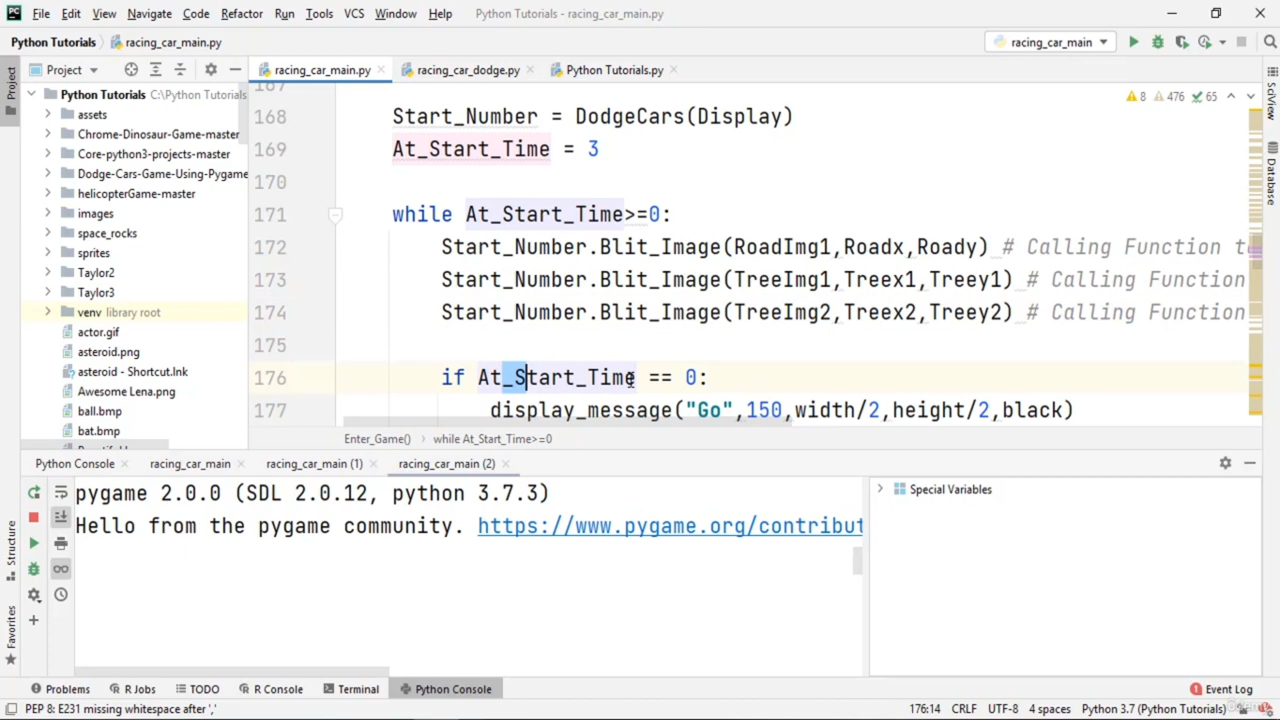 PC File Edit View Navigate Code Refactor Run Tools VCS Window Help Python Tutorials - racing_car_main.py
Python Tutorials racing_car_main.py racing_car_main
Project racing_car_main.py racing_car_dodge.py Python Tutorials.py
Project
Python Tutorials C:\Python Tutorials
assets
Chrome-Dinosaur-Game-master
Core-python3-projects-master
Dodge-Cars-Game-Using-Pygame
helicopterGame-master
images
space_rocks
sprites
Taylor2
Taylor3
venv library root
actor.gif
asteroid.png
asteroid - Shortcut.lnk
Awesome Lena.png
ball.bmp
bat.bmp
8 476 65
167
168 Start_Number = DodgeCars(Display)
169 At_Start_Time = 3
170
171 while At_Start_Time>=0:
172 Start_Number.Blit_Image(RoadImg1,Roadx,Roady) # Calling Function t
173 Start_Number.Blit_Image(TreeImg1,Treex1,Treey1) # Calling Function
174 Start_Number.Blit_Image(TreeImg2,Treex2,Treey2) # Calling Function
175
176 if At_Start_Time == 0:
177 display_message("Go",150,width/2,height/2,black)
Enter_Game() while At_Start_Time>=0
SciView
Database
Python Console racing_car_main racing_car_main (1) racing_car_main (2)
pygame 2.0.0 (SDL 2.0.12, python 3.7.3)
Hello from the pygame community. https://www.pygame.org/contribut
Special Variables
Structure
Favorites
Problems R Jobs TODO R Console Terminal Python Console Event Log
PEP 8: E231 missing whitespace after ',' 176:14 CRLF UTF-8 4 spaces Python 3.7 (Python Tutorials)